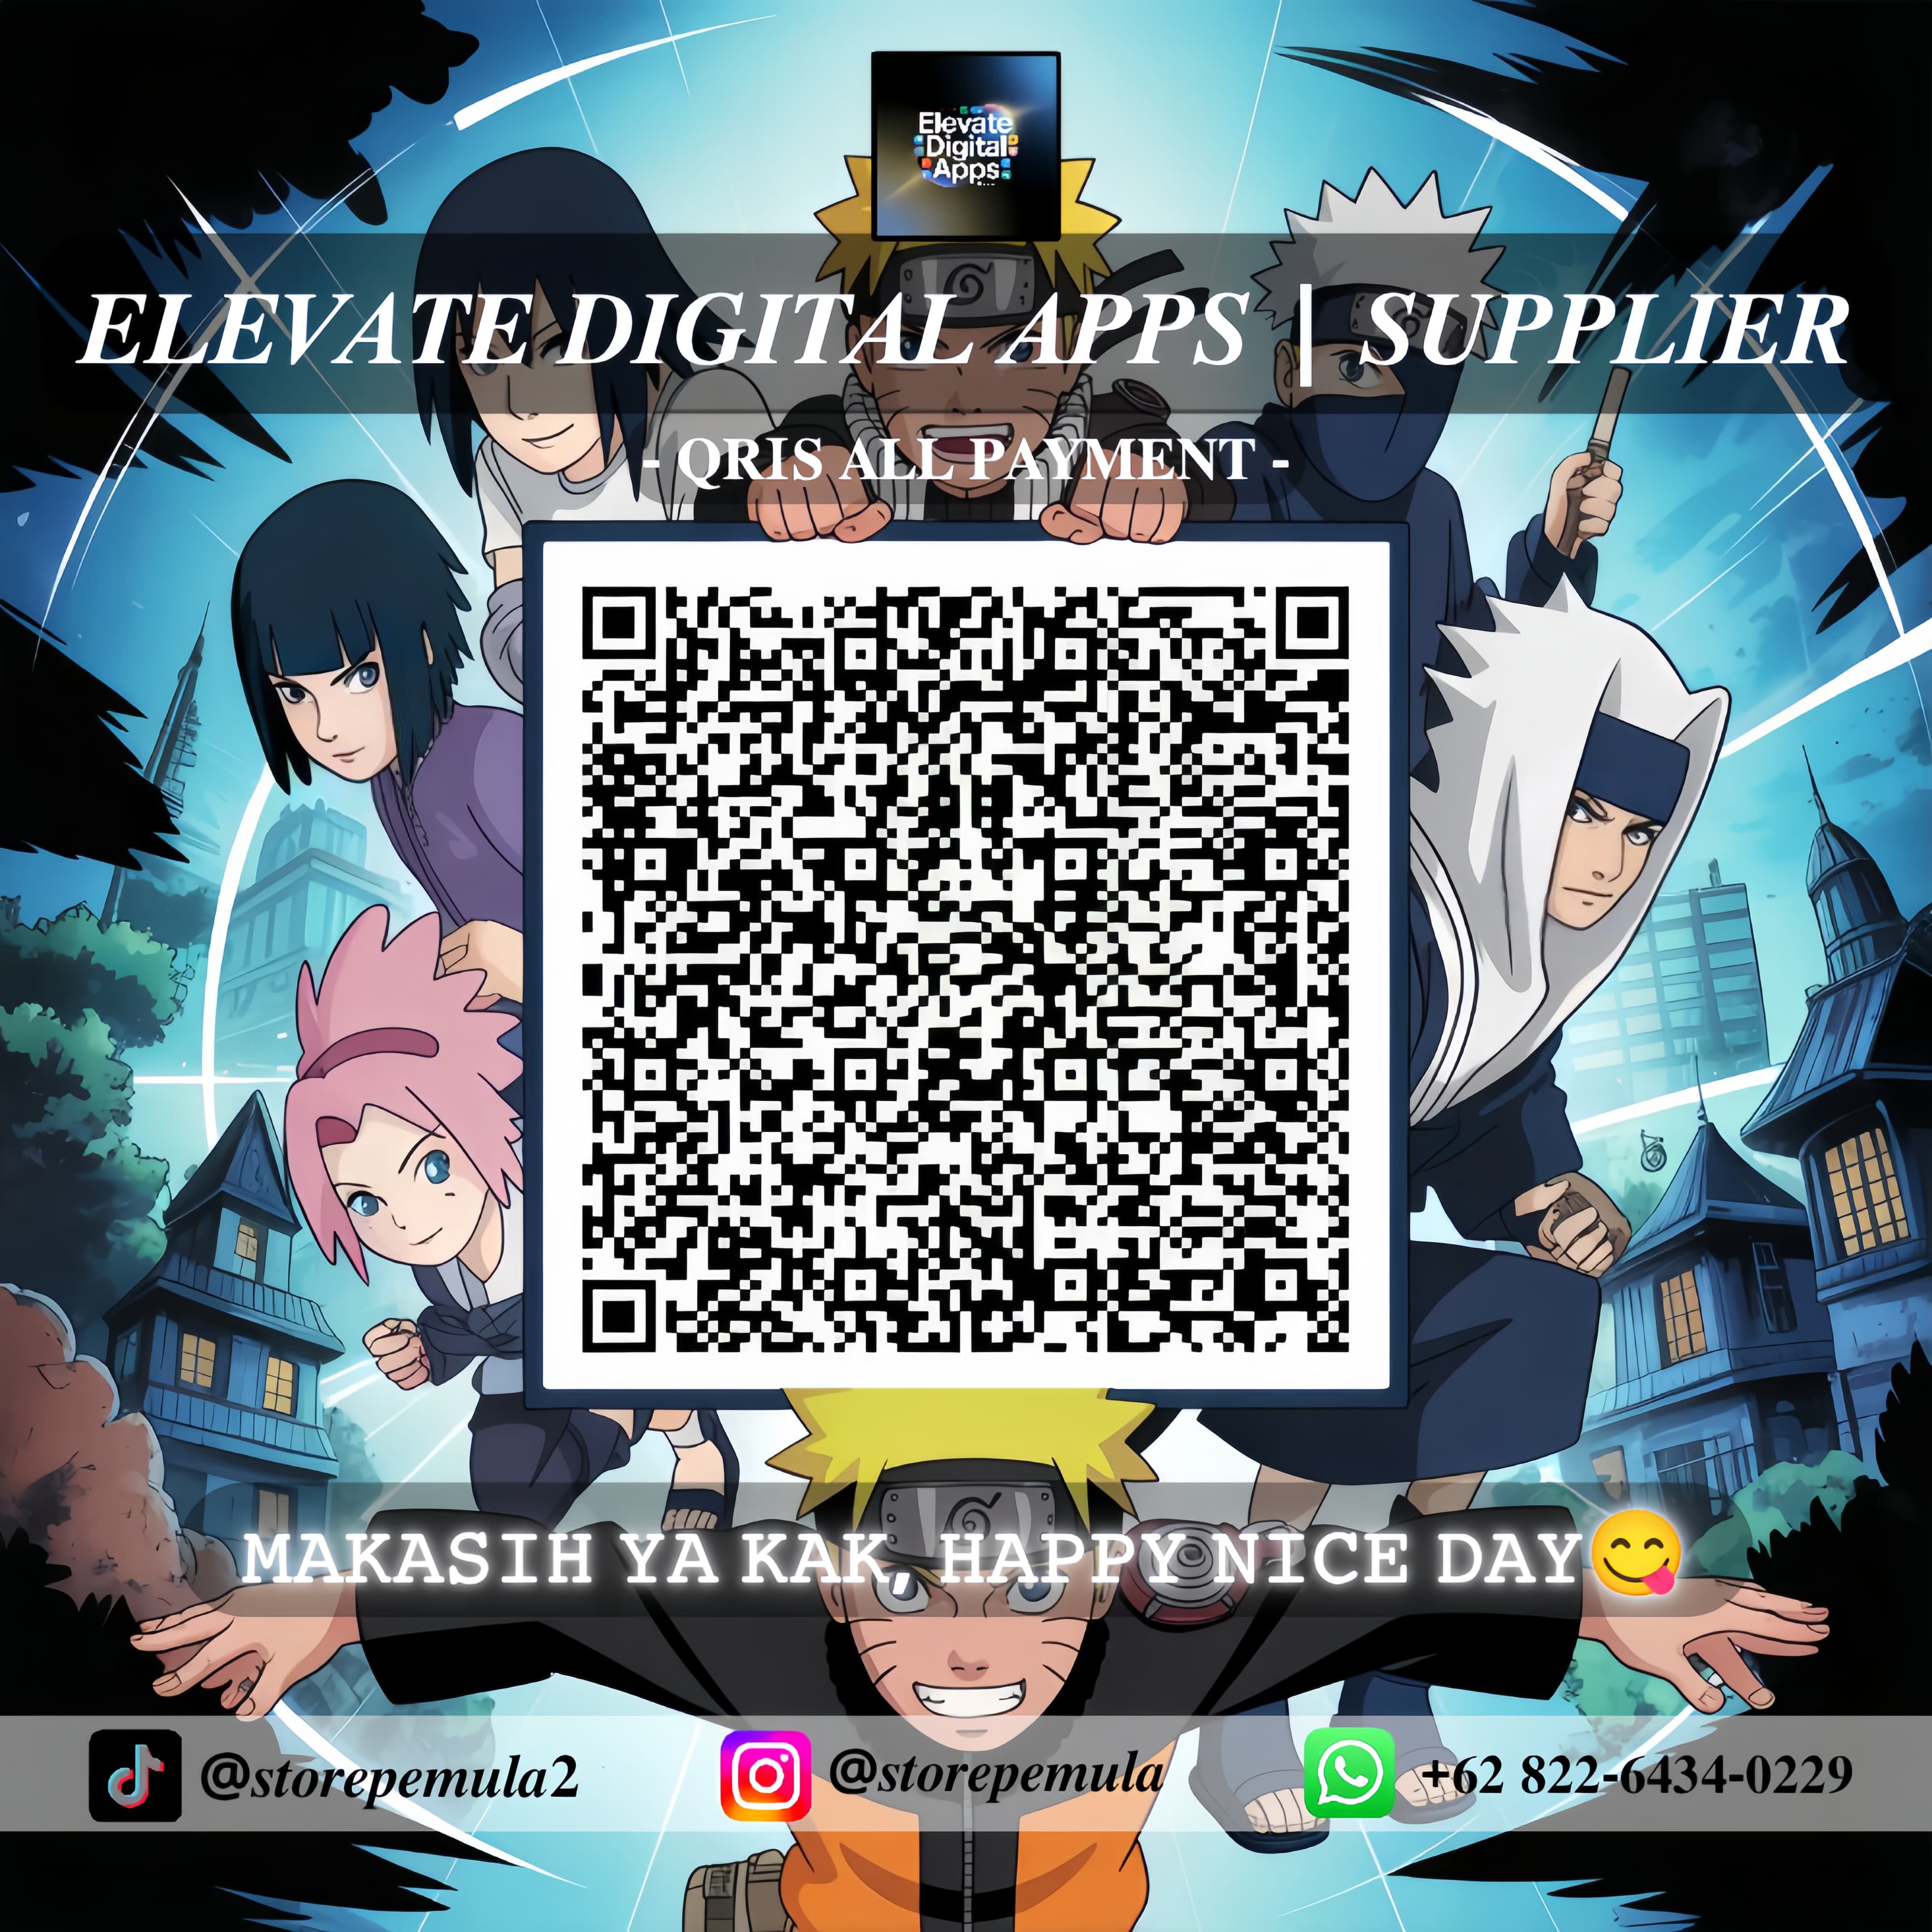 Elevate
Digital
Apps
ELEVATE DIGITAL APPS | SUPPLIER
- QRIS ALL PAYMENT -
MAKASIH YA KAK, HAPPY NICE DAY😋
@storepemula2
@storepemula
+62 822-6434-0229